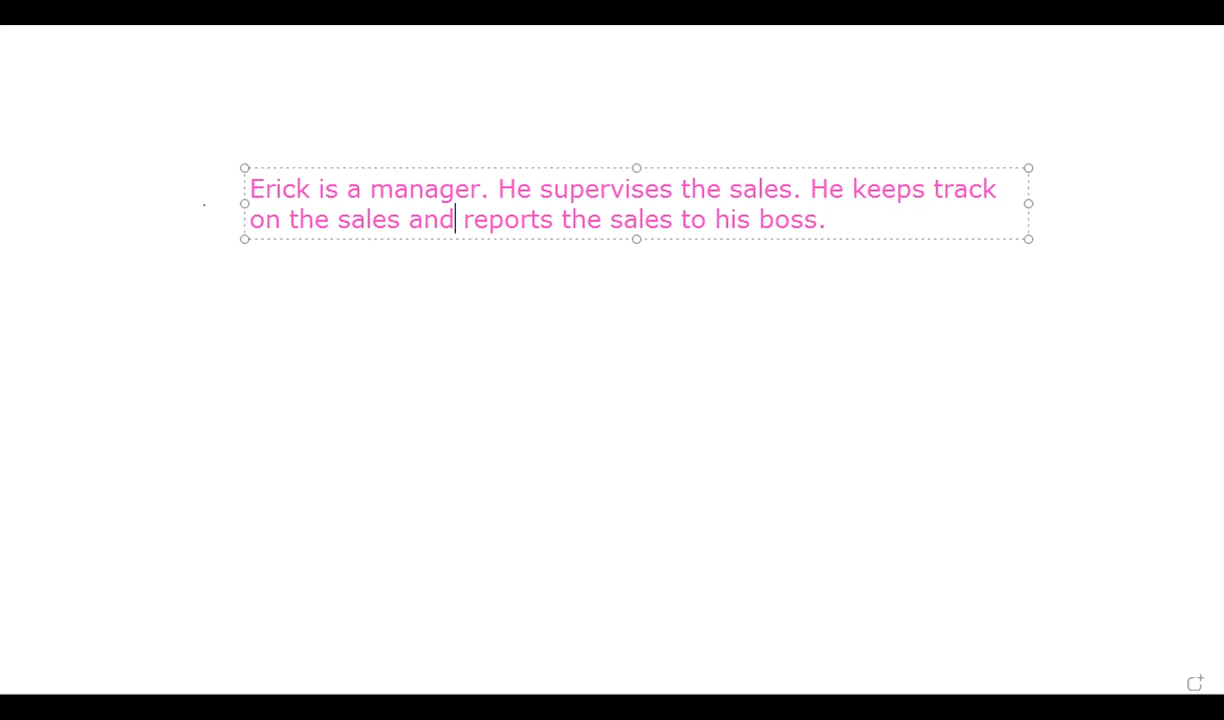 Erick is a manager. He supervises the sales. He keeps track
on the sales and reports the sales to his boss.